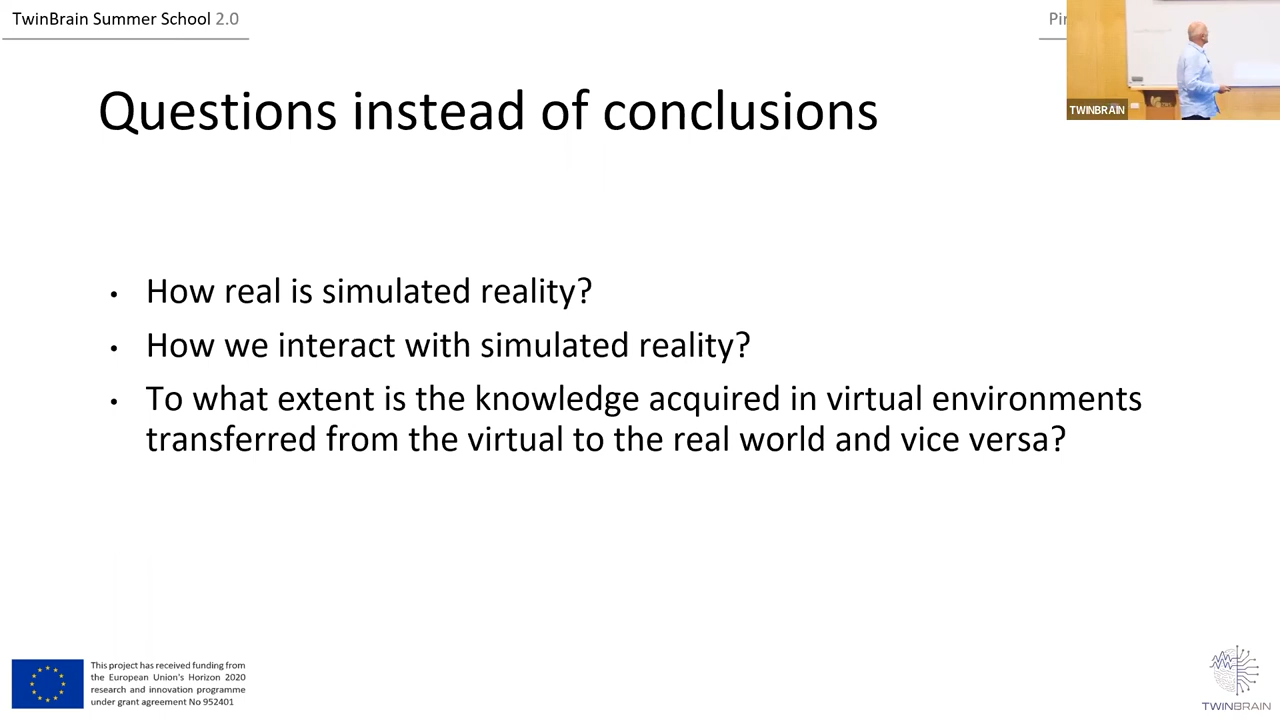 TwinBrain Summer School 2.0
TWINBRAIN
Questions instead of conclusions
• How real is simulated reality?
• How we interact with simulated reality?
• To what extent is the knowledge acquired in virtual environments
transferred from the virtual to the real world and vice versa?
This project has received funding from
the European Union's Horizon 2020
research and innovation programme
under grant agreement No 952401
TWINBRAIN